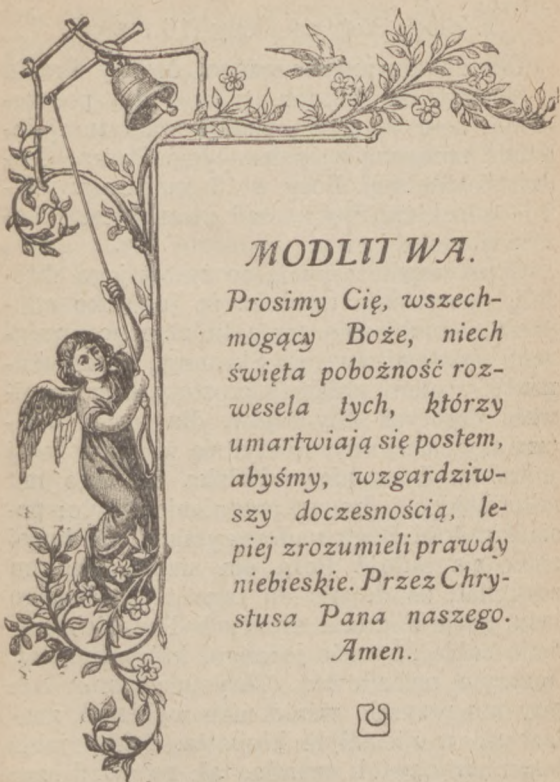 MODLITWA.
Prosimy Cię, wszech-
mogący Boże, niech
święta pobożność roz-
wesela tych, którzy
umartwiają się postem,
abyśmy, wzgardziw-
szy doczesnością, le-
piej zrozumieli prawdy
niebieskie. Przez Chry-
stusa Pana naszego.
Amen.